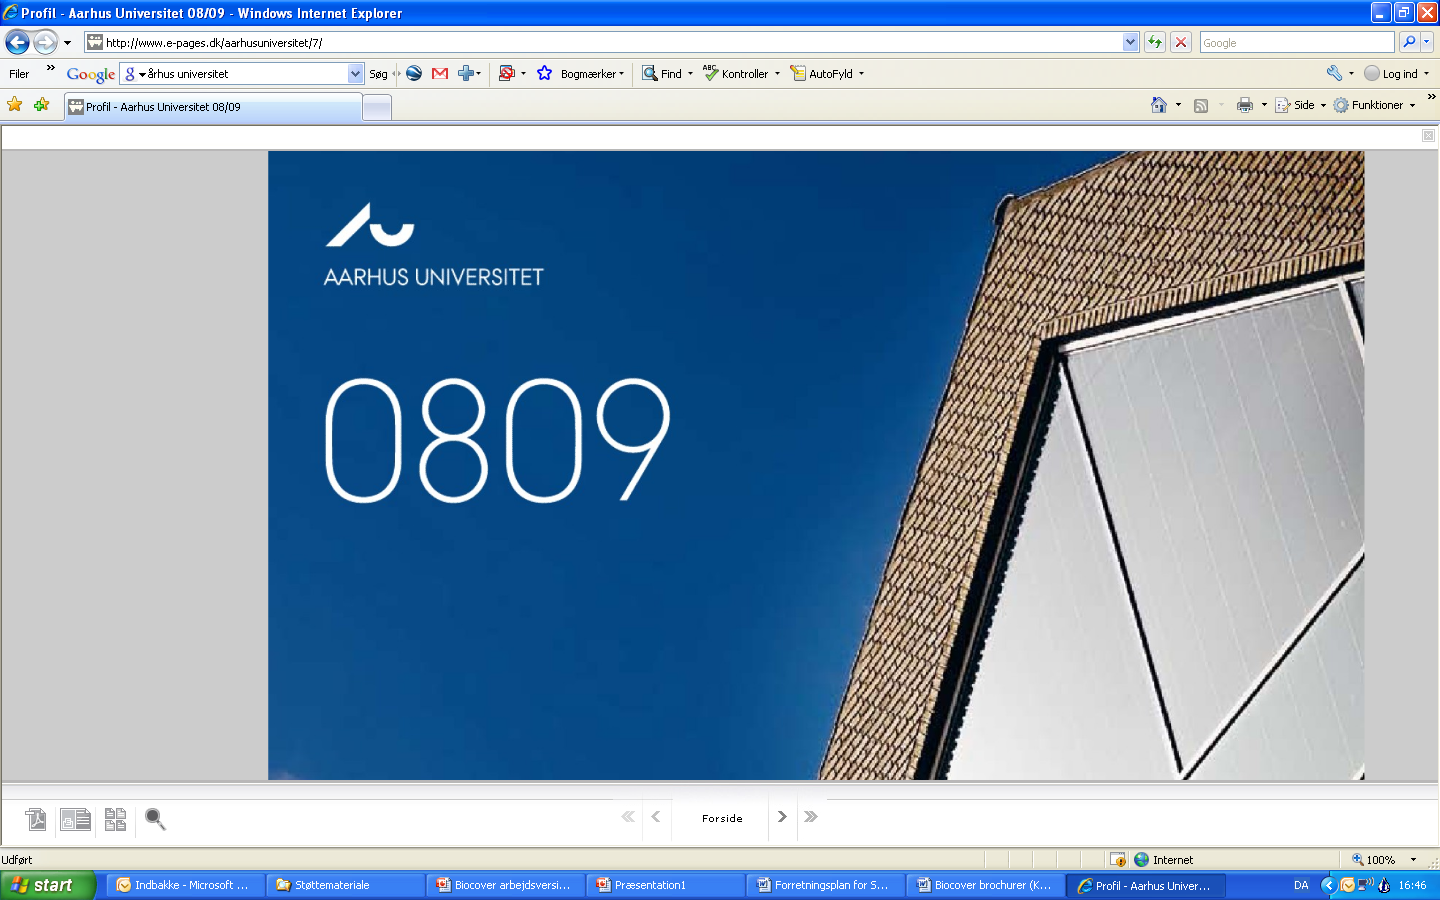 Profil - Aarhus Universitet 08/09 - Windows Internet Explorer
http://www.e-pages.dk/aarhusuniversitet/7/
Google
Filer
»
Google
g
århus universitet
Søg
Bogmærker
Find
ABC
Kontroller
AutoFyld
Log ind
Profil - Aarhus Universitet 08/09
Side
Funktioner
»
AARHUS UNIVERSITET
0809
Forside
Udført
Internet
100%
start
Indbakke - Microsoft ...
Støttemateriale
Biocover arbejdsversi...
Præsentation1
Forretningsplan for S...
Biocover brochurer (K...
Profil - Aarhus Univer...
DA
16:46